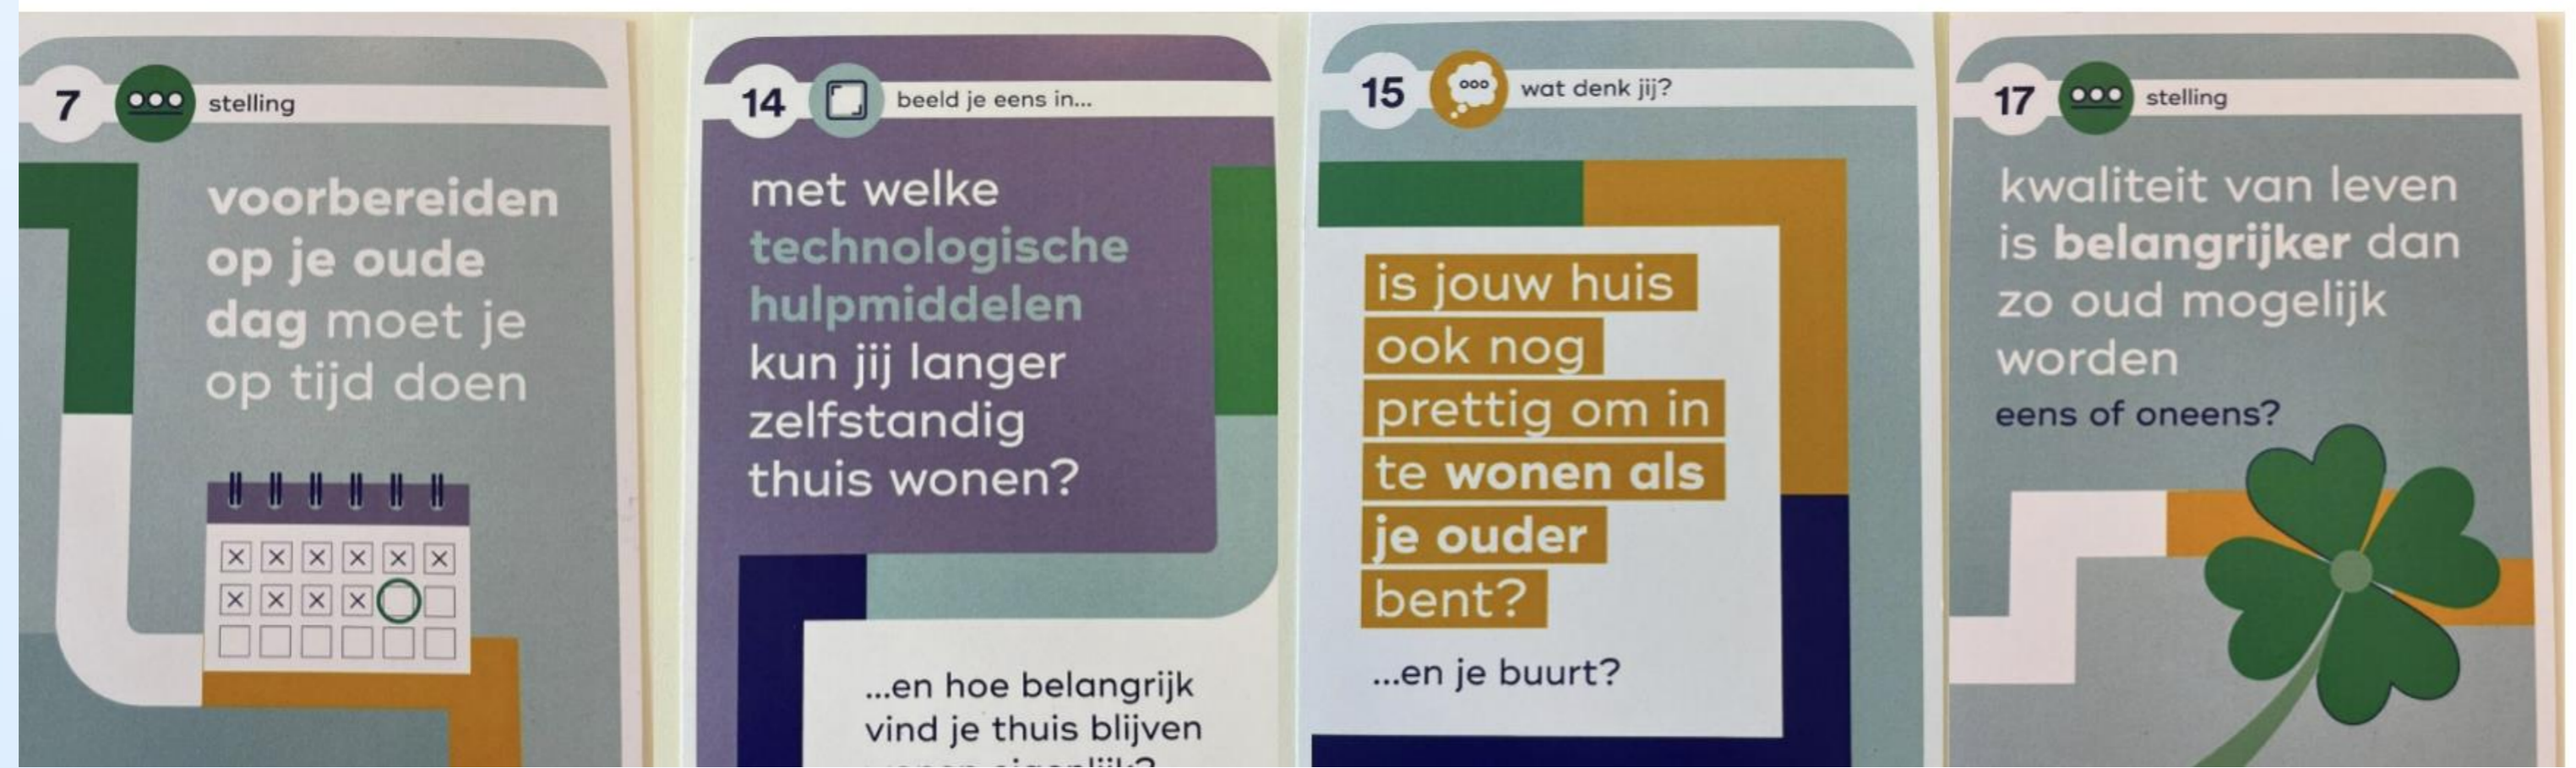 7
stelling
voorbereiden
op je oude
dag moet je
op tijd doen
14
beeld je eens in...
met welke
technologische
hulpmiddelen
kun jij langer
zelfstandig
thuis wonen?
...en hoe belangrijk
vind je thuis blijven
wonen eigenlijk?
15
wat denk jij?
is jouw huis
ook nog
prettig om in
te wonen als
je ouder
bent?
...en je buurt?
17
stelling
kwaliteit van leven
is belangrijker dan
zo oud mogelijk
worden
eens of oneens?